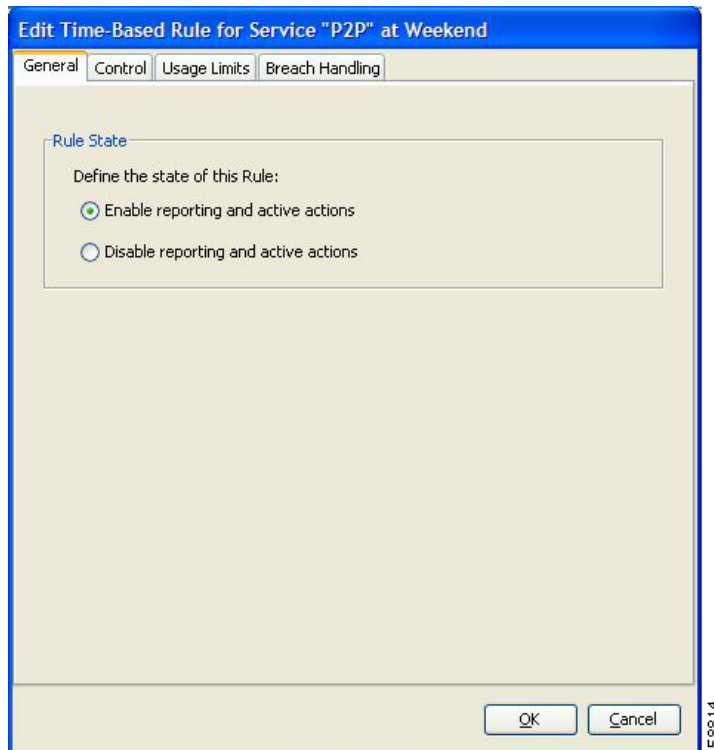 Edit Time-Based Rule for Service "P2P" at Weekend
General Control Usage Limits Breach Handling
Rule State
Define the state of this Rule:
Enable reporting and active actions
Disable reporting and active actions
OK Cancel